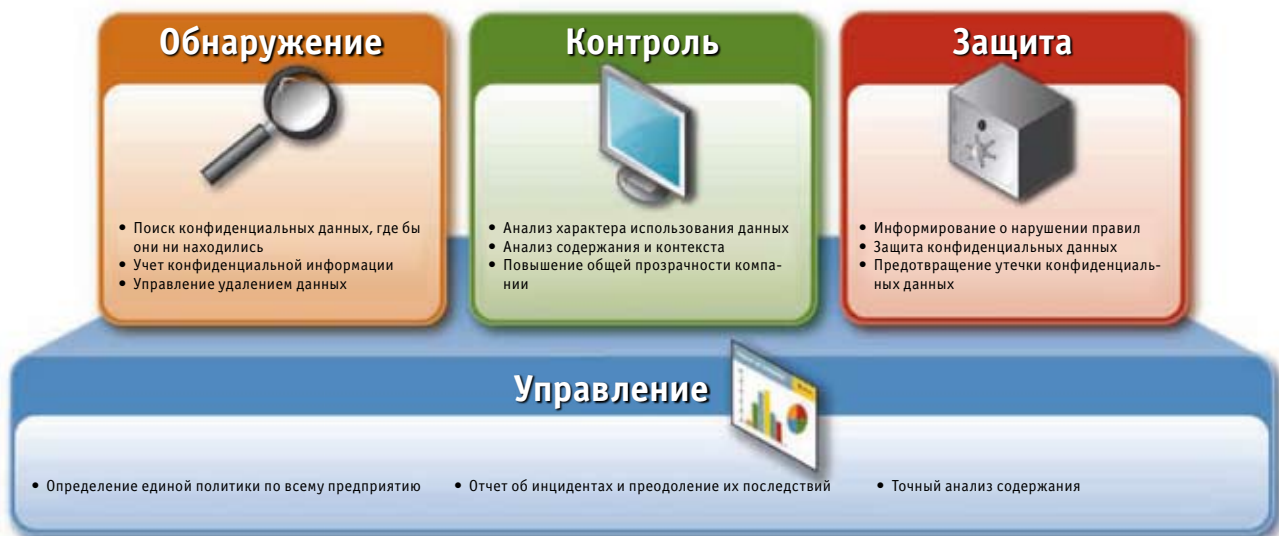 Обнаружение
• Поиск конфиденциальных данных, где бы
они ни находились
• Учет конфиденциальной информации
• Управление удалением данных
Контроль
• Анализ характера использования данных
• Анализ содержания и контекста
• Повышение общей прозрачности компа-
нии
Защита
• Информирование о нарушении правил
• Защита конфиденциальных данных
• Предотвращение утечки конфиденциаль-
ных данных
Управление
• Определение единой политики по всему предприятию
• Отчет об инцидентах и преодоление их последствий
• Точный анализ содержания